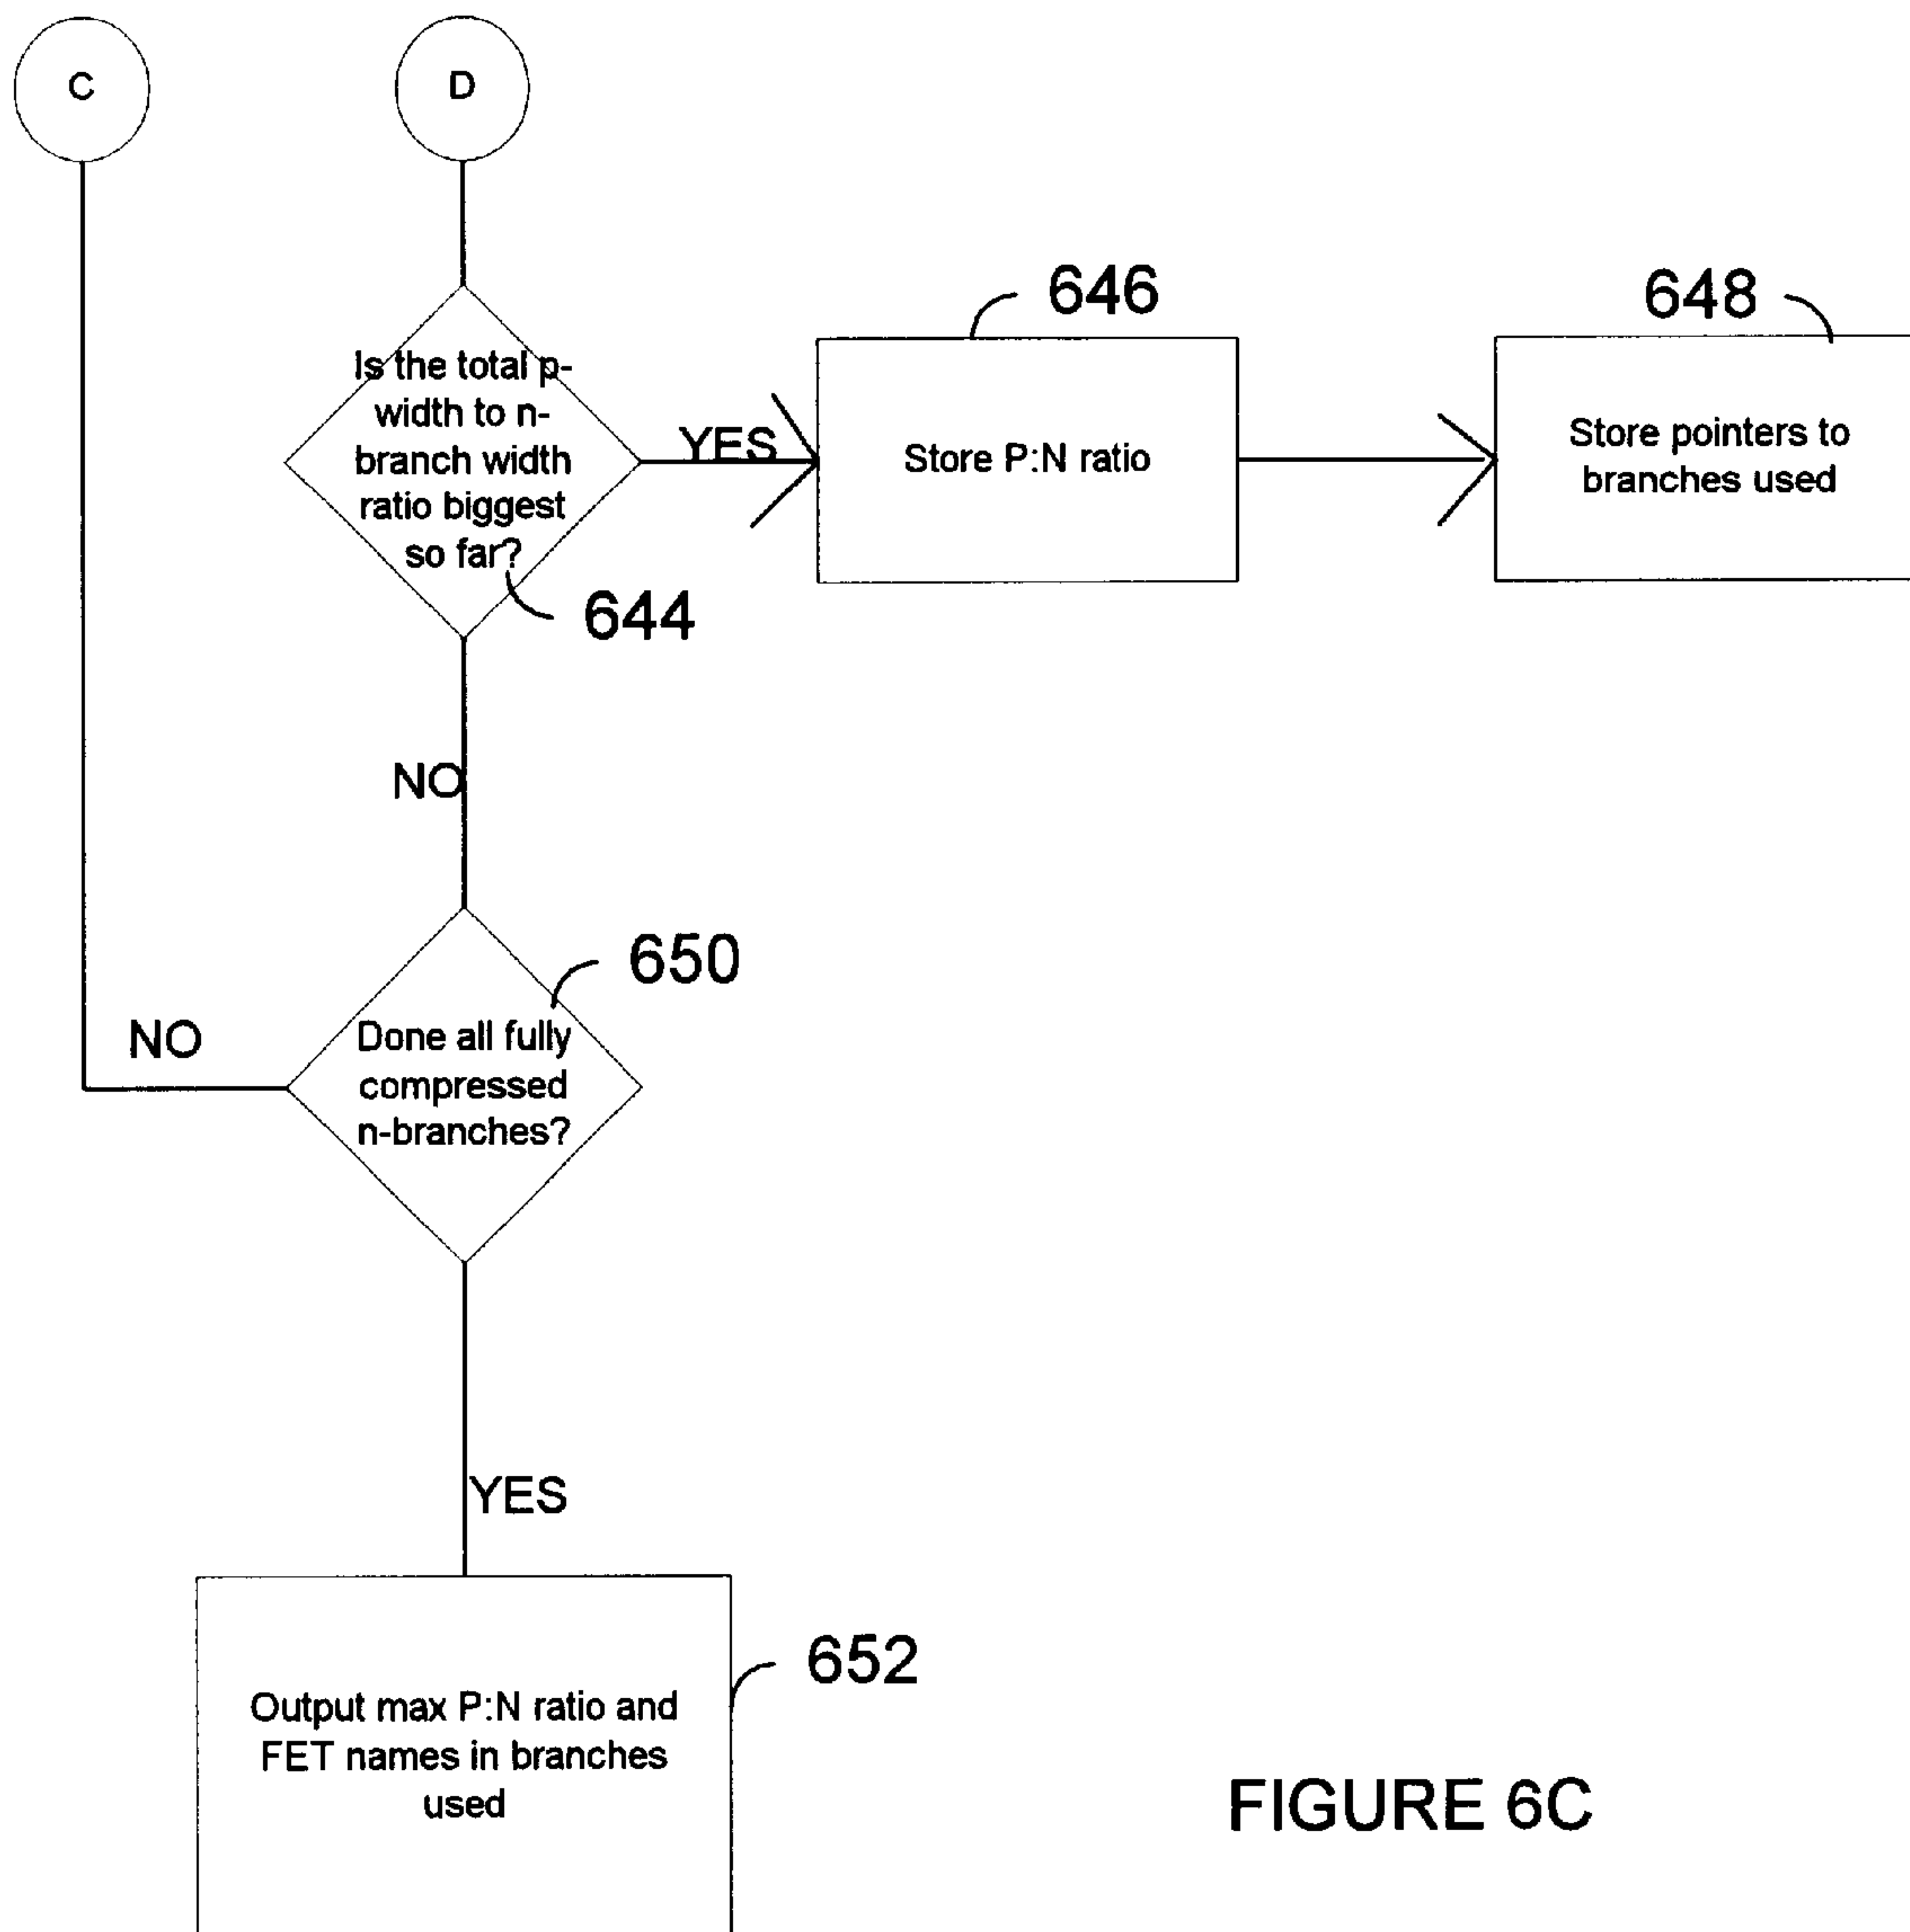 C
D
646
648
Is the total p-
width to n-
branch width
ratio biggest
so far?
YES
Store P:N ratio
Store pointers to
branches used
644
NO
650
NO
Done all fully
compressed
n-branches?
YES
652
Output max P:N ratio and
FET names in branches
used
FIGURE 6C